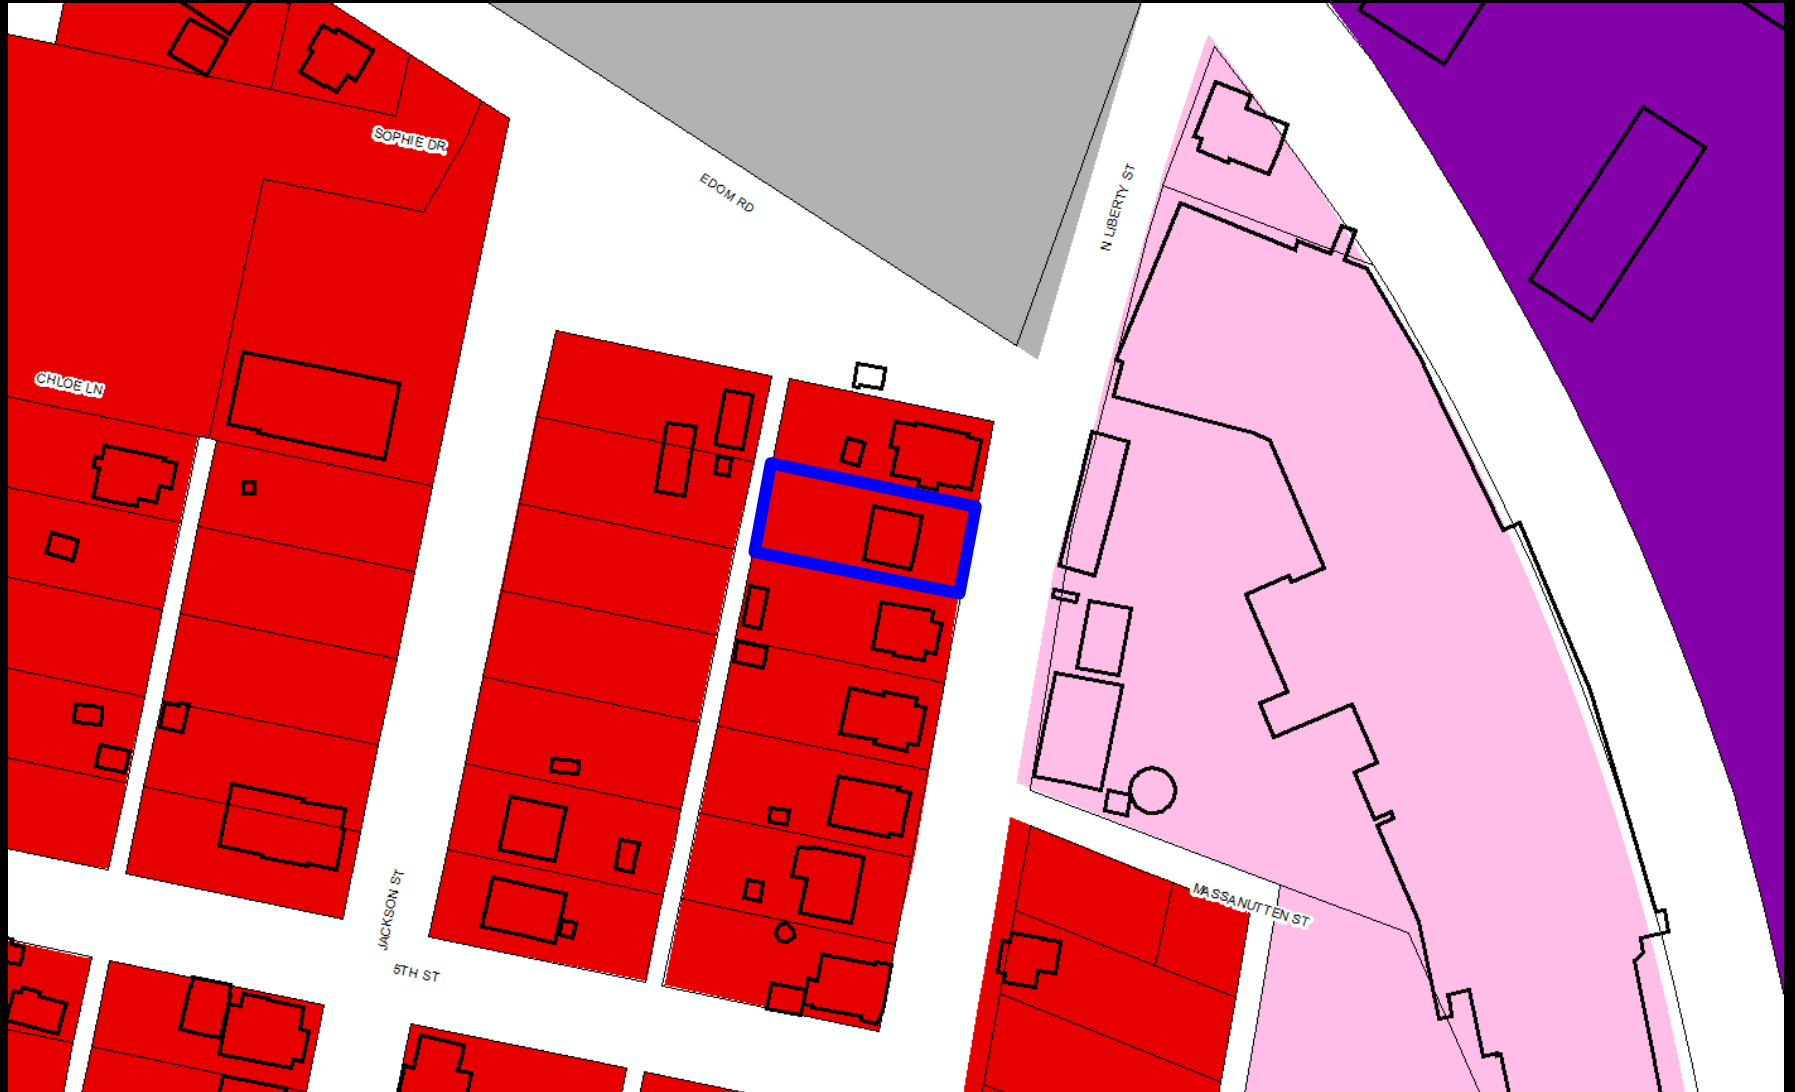 SOPHIE DR
EDOM RD
N LIBERTY ST
CHLOE LN
JACKSON ST
MASSANUTTEN ST
5TH ST